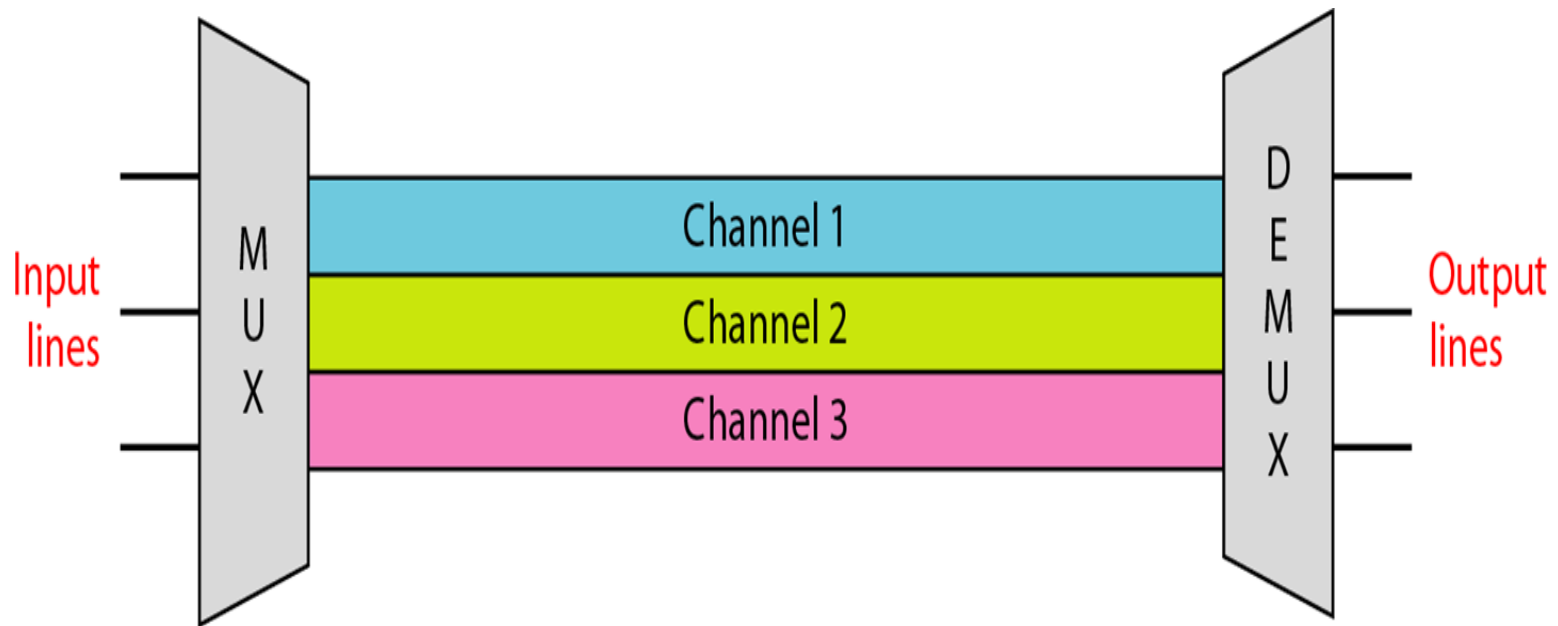 Input
lines
M
U
X
Channel 1
Channel 2
Channel 3
D
E
M
U
X
Output
lines